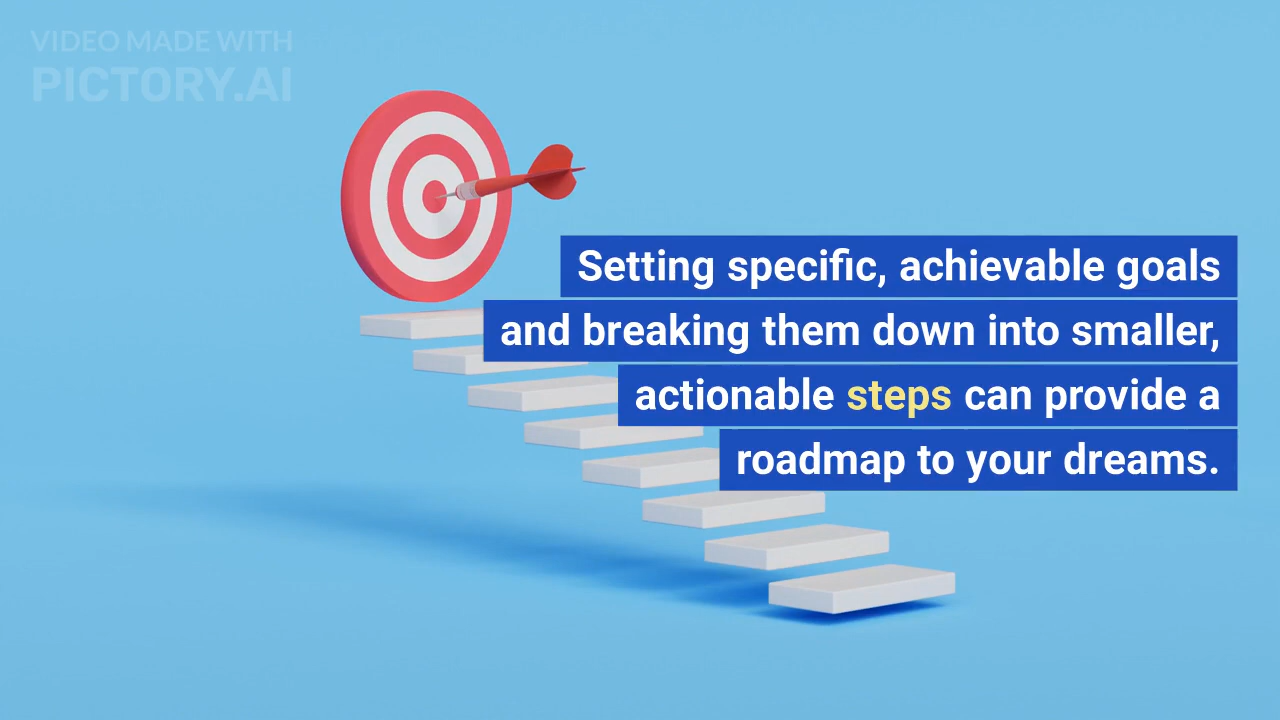 VIDEO MADE WITH
PICTORY.AI
Setting specific, achievable goals
and breaking them down into smaller,
actionable steps can provide a
roadmap to your dreams.